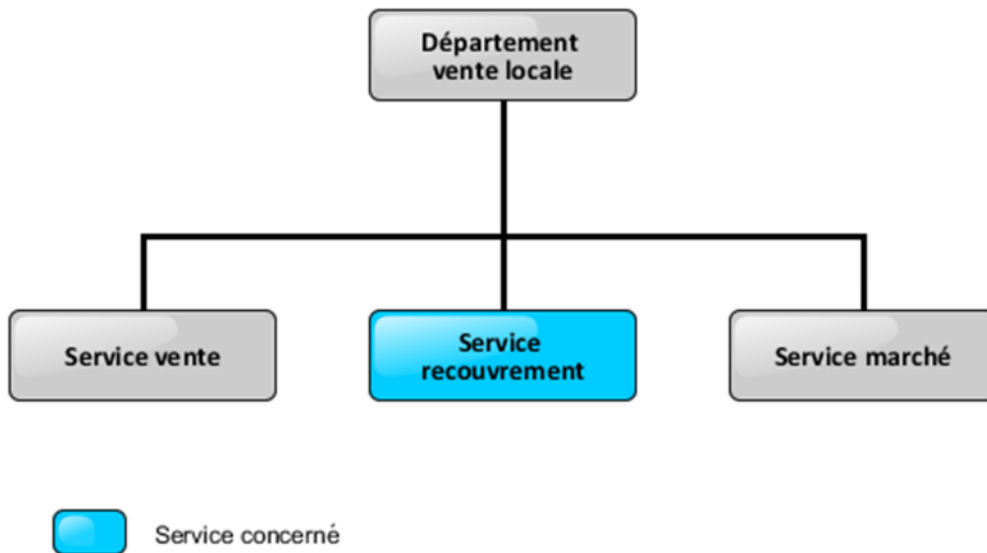 Département
vente locale
Service vente
Service
recouvrement
Service marché
Service concerné